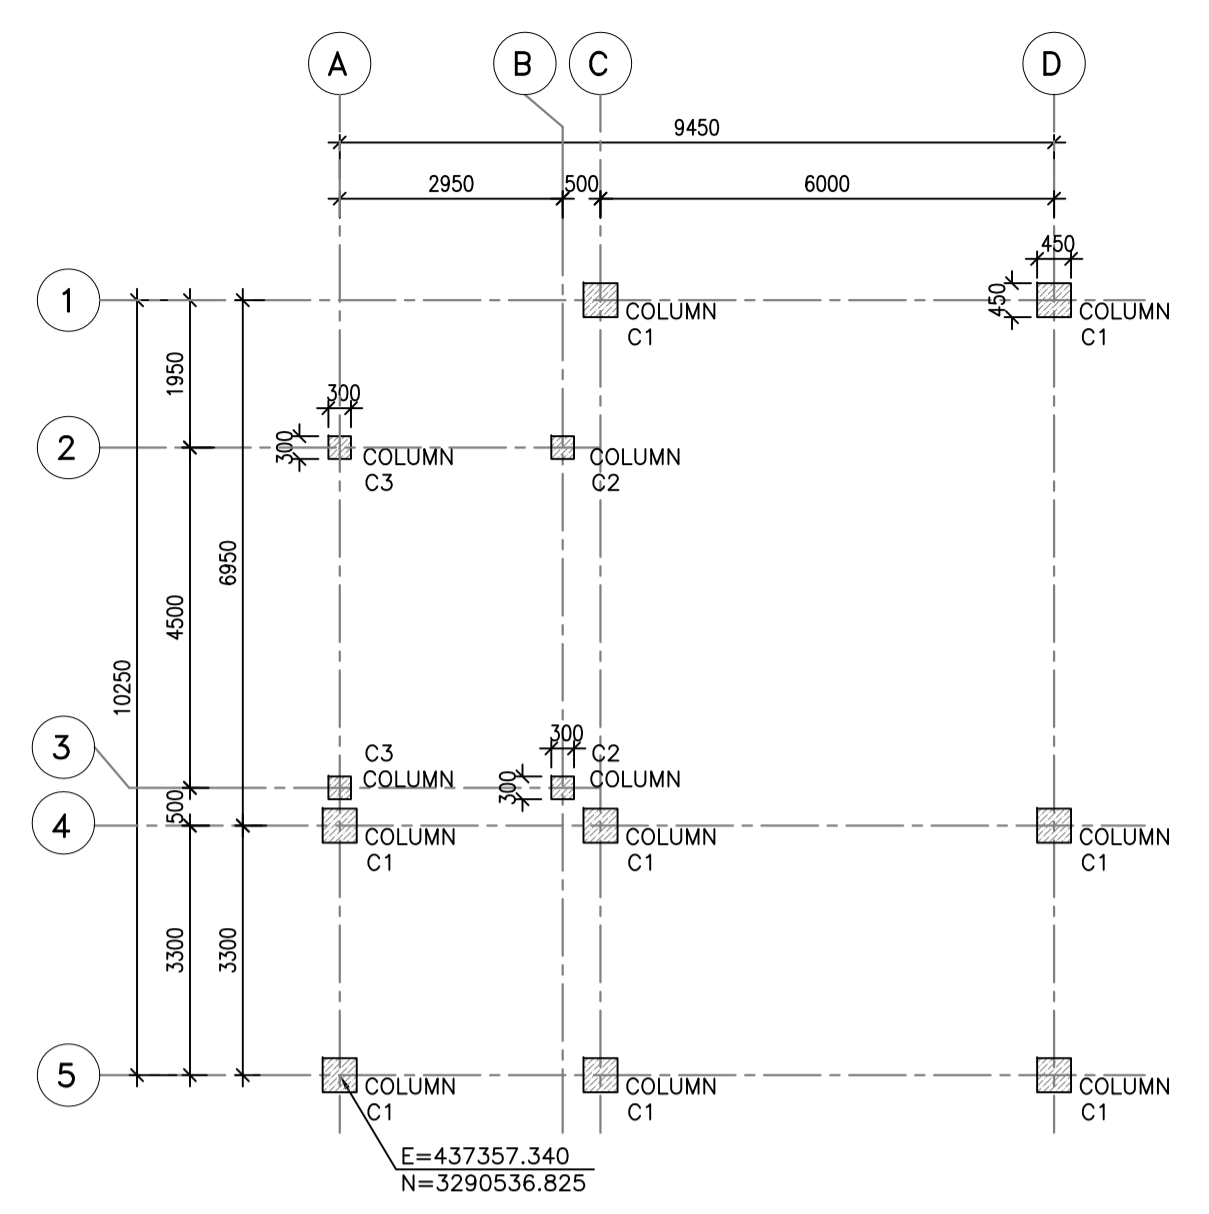 A
B
C
D
9450
2950
500
6000
450
1
450
COLUMN
C1
COLUMN
C1
1950
300
2
300
COLUMN
C3
COLUMN
C2
6950
4500
10250
3
C3
COLUMN
300
300
C2
COLUMN
500
4
COLUMN
C1
COLUMN
C1
COLUMN
C1
3300
3300
5
COLUMN
C1
COLUMN
C1
COLUMN
C1
E=437357.340
N=3290536.825